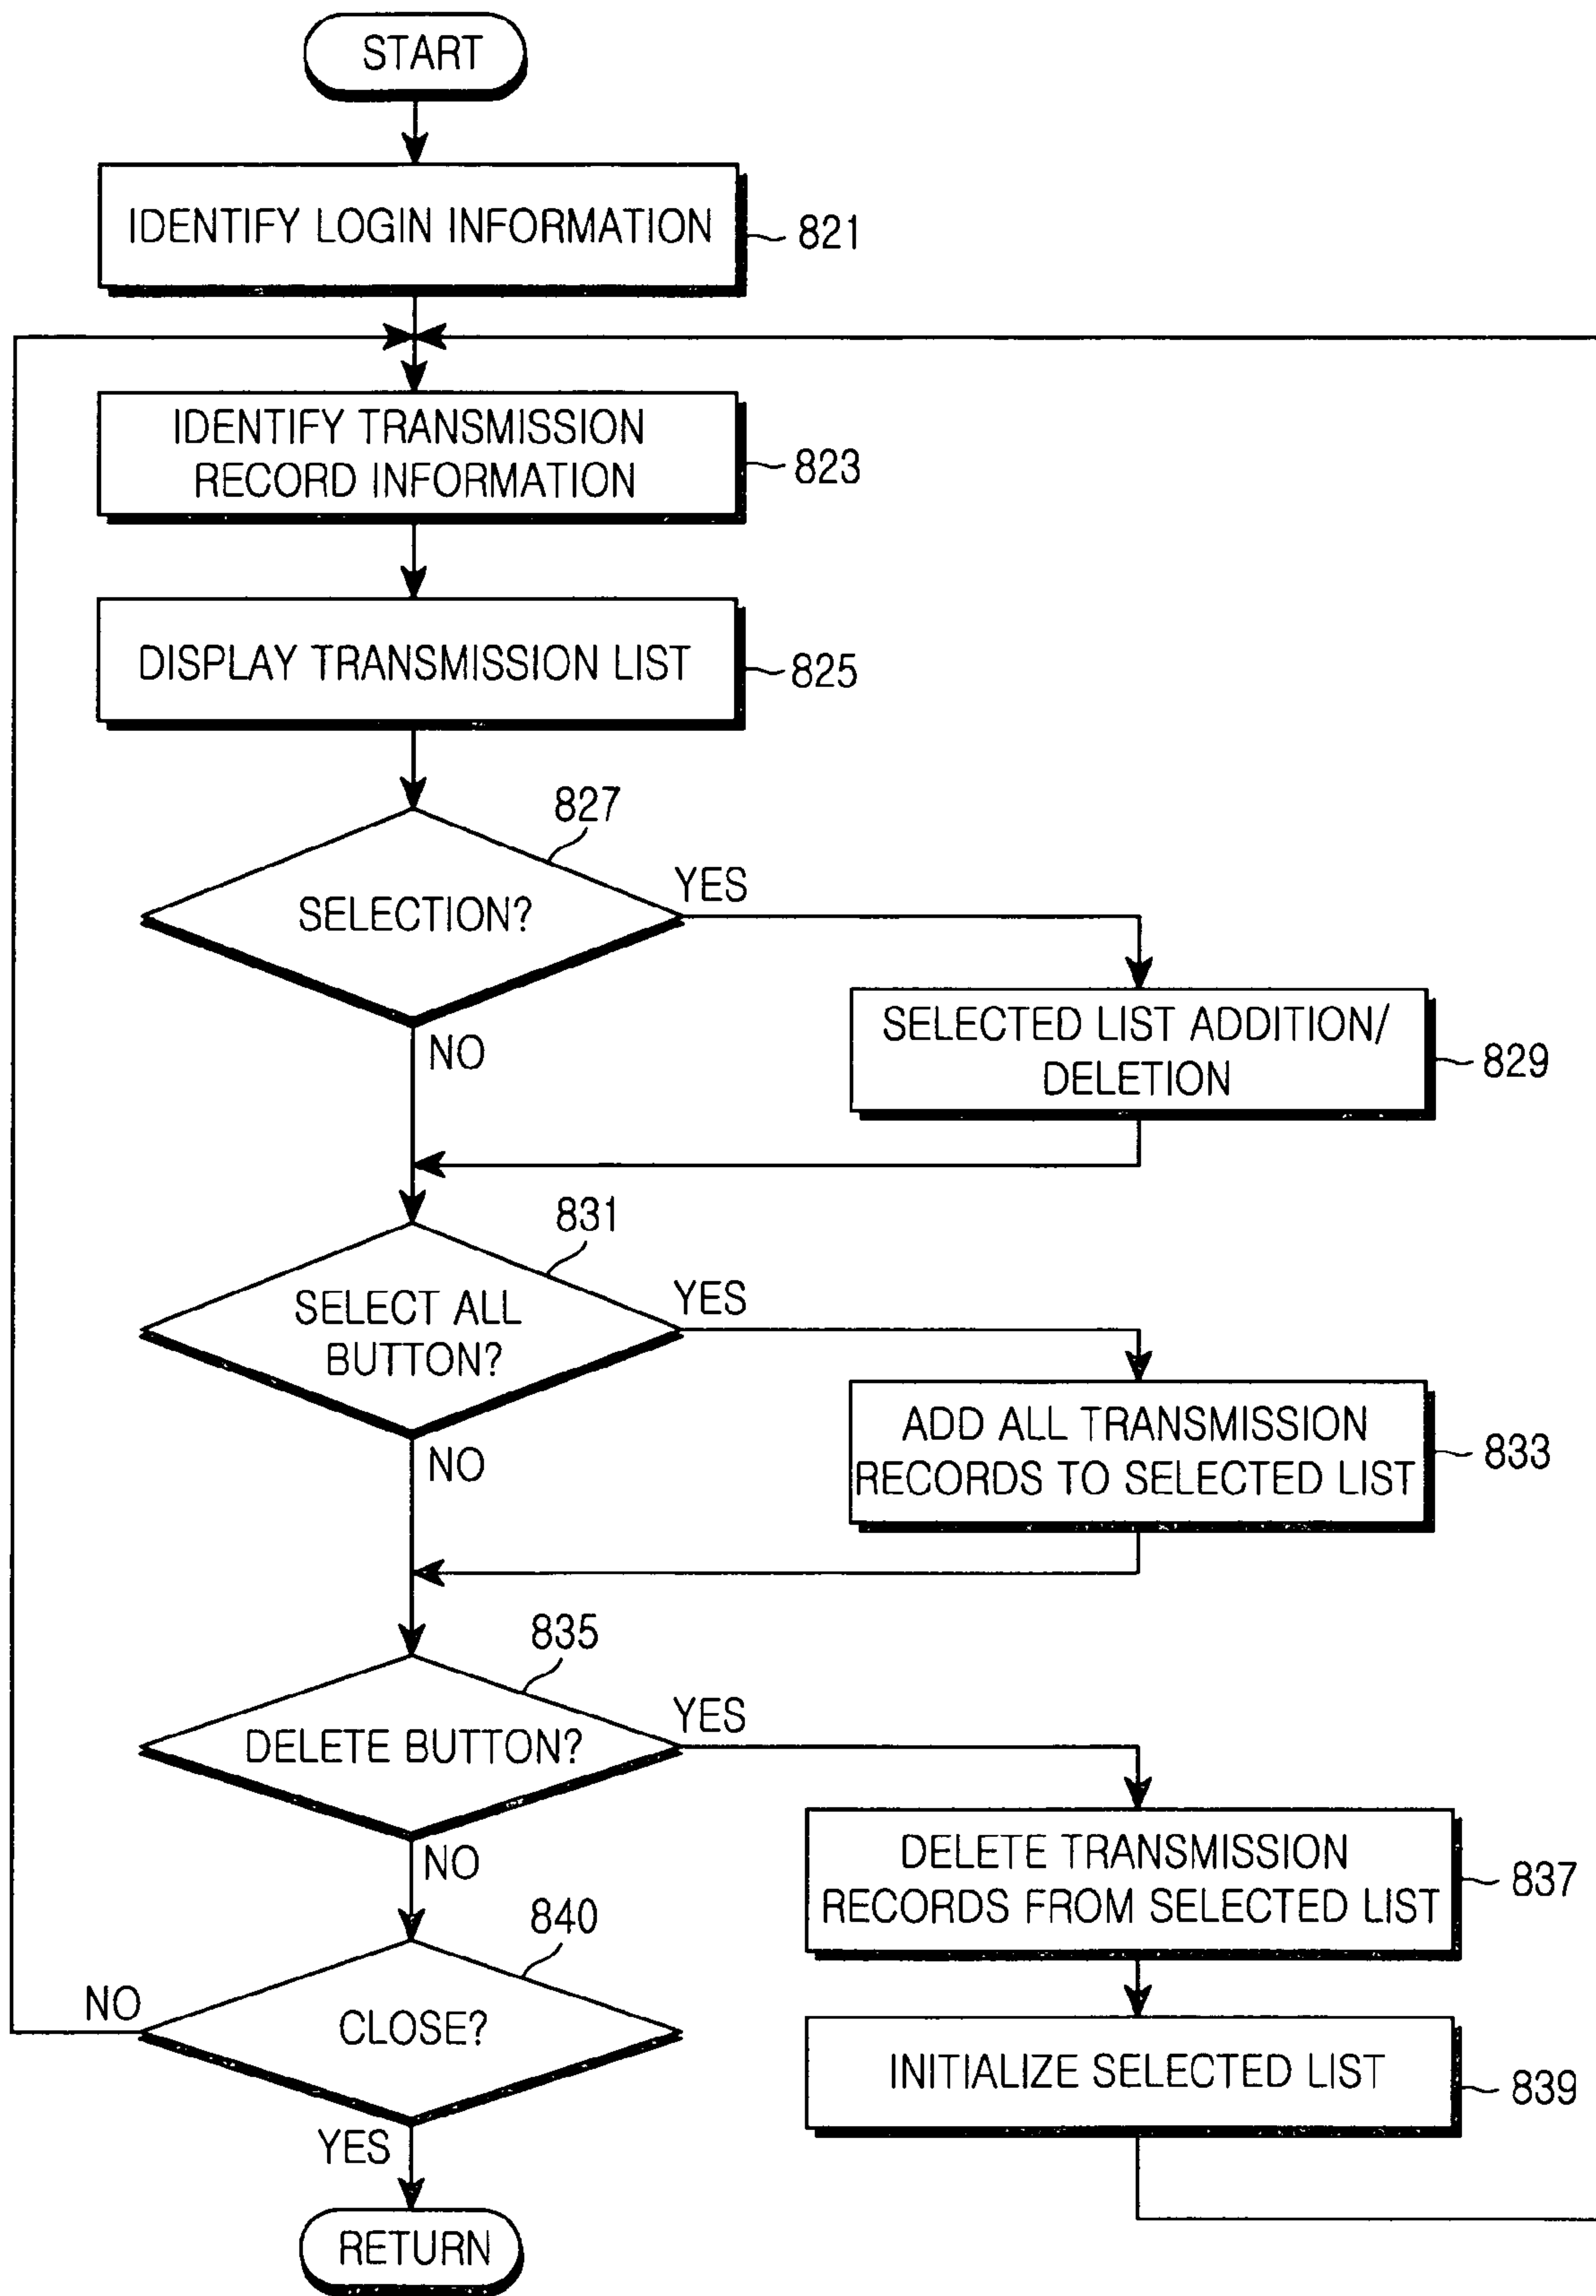 START
IDENTIFY LOGIN INFORMATION
821
IDENTIFY TRANSMISSION
RECORD INFORMATION
823
DISPLAY TRANSMISSION LIST
825
827
SELECTION?
YES
NO
SELECTED LIST ADDITION/
DELETION
829
831
SELECT ALL
BUTTON?
YES
NO
ADD ALL TRANSMISSION
RECORDS TO SELECTED LIST
833
835
DELETE BUTTON?
YES
NO
DELETE TRANSMISSION
RECORDS FROM SELECTED LIST
837
840
CLOSE?
NO
YES
INITIALIZE SELECTED LIST
839
RETURN